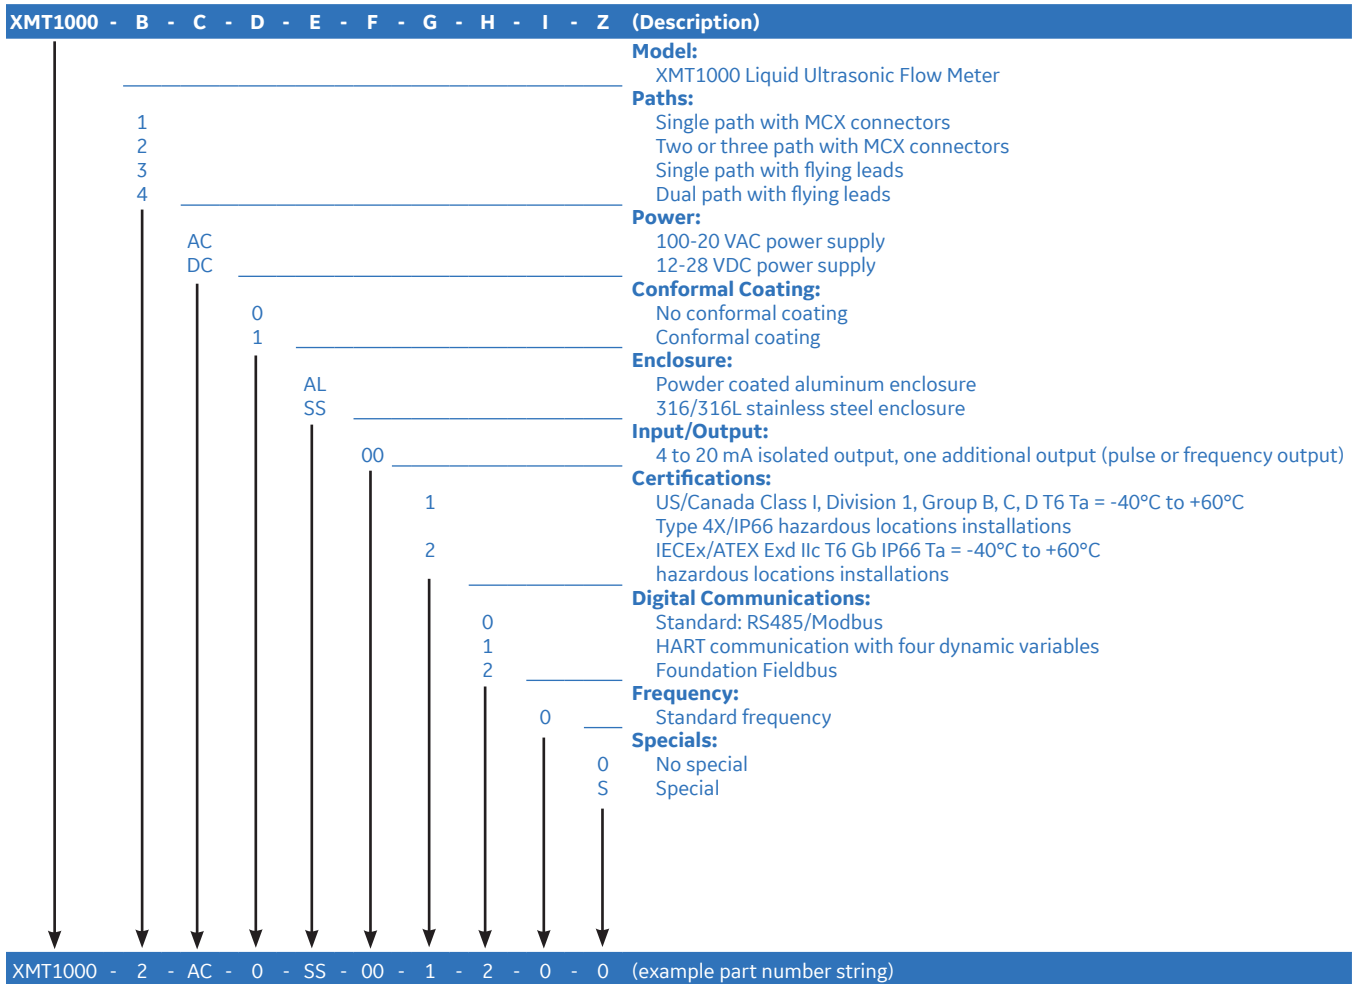 XMT1000 - B - C - D - E - F - G - H - I - Z (Description)
Model:
XMT1000 Liquid Ultrasonic Flow Meter
Paths:
1 Single path with MCX connectors
2 Two or three path with MCX connectors
3 Single path with flying leads
4 Dual path with flying leads
Power:
AC 100-20 VAC power supply
DC 12-28 VDC power supply
Conformal Coating:
0 No conformal coating
1 Conformal coating
Enclosure:
AL Powder coated aluminum enclosure
SS 316/316L stainless steel enclosure
Input/Output:
00 4 to 20 mA isolated output, one additional output (pulse or frequency output)
Certifications:
1 US/Canada Class I, Division 1, Group B, C, D T6 Ta = -40°C to +60°C
Type 4X/IP66 hazardous locations installations
2 IECEx/ATEX Exd IIc T6 Gb IP66 Ta = -40°C to +60°C
hazardous locations installations
Digital Communications:
0 Standard: RS485/Modbus
1 HART communication with four dynamic variables
2 Foundation Fieldbus
Frequency:
0 Standard frequency
Specials:
0 No special
S Special
XMT1000 - 2 - AC - 0 - SS - 00 - 1 - 2 - 0 - 0 (example part number string)